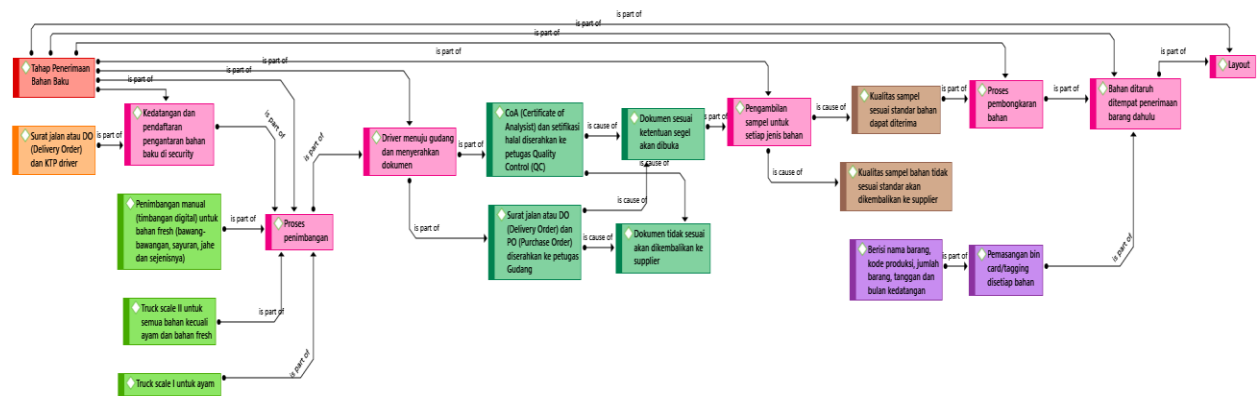 is part of
is part of
is part of
is part of
is part of
is part of
is part of
is part of
Tahap Penerimaan
Bahan Baku
Surat jalan atau DO
(Delivery Order)
dan KTP driver
is part of
Kedatangan dan
pendaftaran
pengantaran bahan
baku di security
is part of
Penimbangan manual
(timbangan digital) untuk
bahan fresh (bawang-
bawangan, sayuran, jahe
dan sejenisnya)
is part of
Truck scale II untuk
semua bahan kecuali
ayam dan bahan fresh
is part of
Truck scale I untuk ayam
is part of
Proses
penimbangan
is part of
Driver menuju gudang
dan menyerahkan
dokumen
is part of
is part of
CoA (Certificate of
Analysist) dan setifikasi
halal diserahkan ke
petugas Quality
Control (QC)
is cause of
is cause of
Surat jalan atau DO
(Delivery Order) dan
PO (Purchase Order)
diserahkan ke petugas
Gudang
is cause of
is cause of
Dokumen sesuai
ketentuan segel
akan dibuka
is part of
Dokumen tidak sesuai
akan dikembalikan ke
supplier
Pengambilan
sampel untuk
setiap jenis bahan
is cause of
is cause of
Kualitas sampel
sesuai standar bahan
dapat diterima
is part of
Kualitas sampel bahan tidak
sesuai standar akan
dikembalikan ke supplier
Proses
pembongkaran
bahan
is part of
Berisi nama barang,
kode produksi, jumlah
barang, tanggan dan
bulan kedatangan
is part of
Pemasangan bin
card/tagging
disetiap bahan
is part of
Bahan ditaruh
ditempat penerimaan
barang dahulu
is part of
Layout